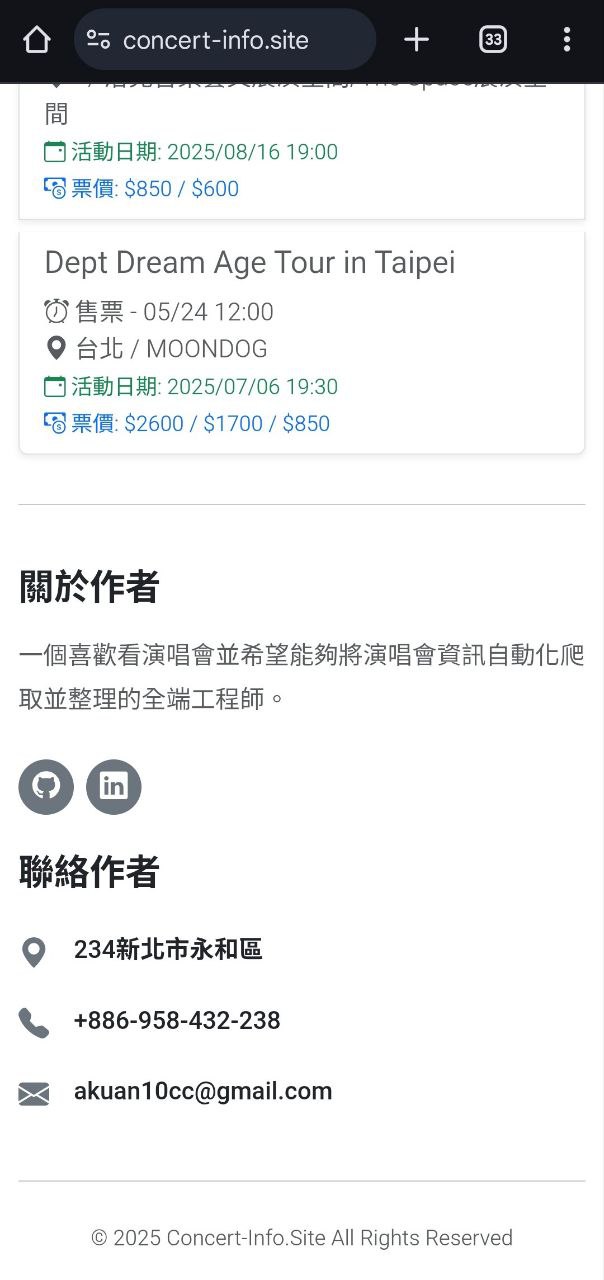 concert-info.site
33
間
活動日期: 2025/08/16 19:00
票價: $850 / $600
Dept Dream Age Tour in Taipei
售票 - 05/24 12:00
台北 / MOONDOG
活動日期: 2025/07/06 19:30
票價: $2600 / $1700 / $850
關於作者
一個喜歡看演唱會並希望能夠將演唱會資訊自動化爬
取並整理的全端工程師。
in
聯絡作者
234新北市永和區
+886-958-432-238
akuan10cc@gmail.com
© 2025 Concert-Info.Site All Rights Reserved